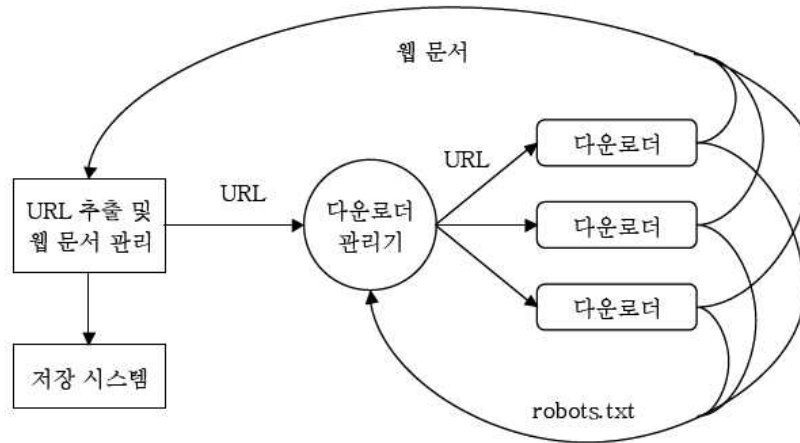 웹 문서
다운로더
URL
URL 추출 및
웹 문서 관리
URL
다운로더
관리기
다운로더
다운로더
저장 시스템
robots.txt